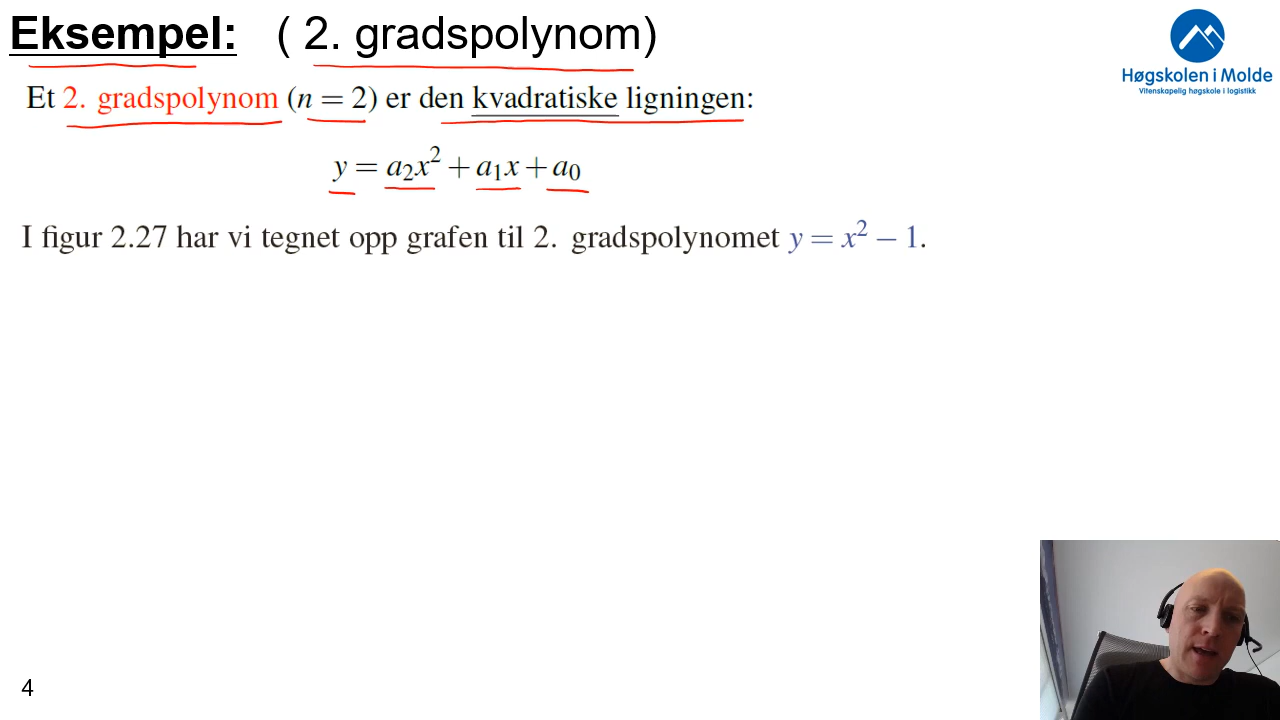 Eksempel: ( 2. gradspolynom)
Høgskolen i Molde
Vitenskapelig høgskole i logistikk
Et 2. gradspolynom (n = 2) er den kvadratiske ligningen:
y = a₂x² + a₁x + a₀
I figur 2.27 har vi tegnet opp grafen til 2. gradspolynomet y = x² − 1.
4